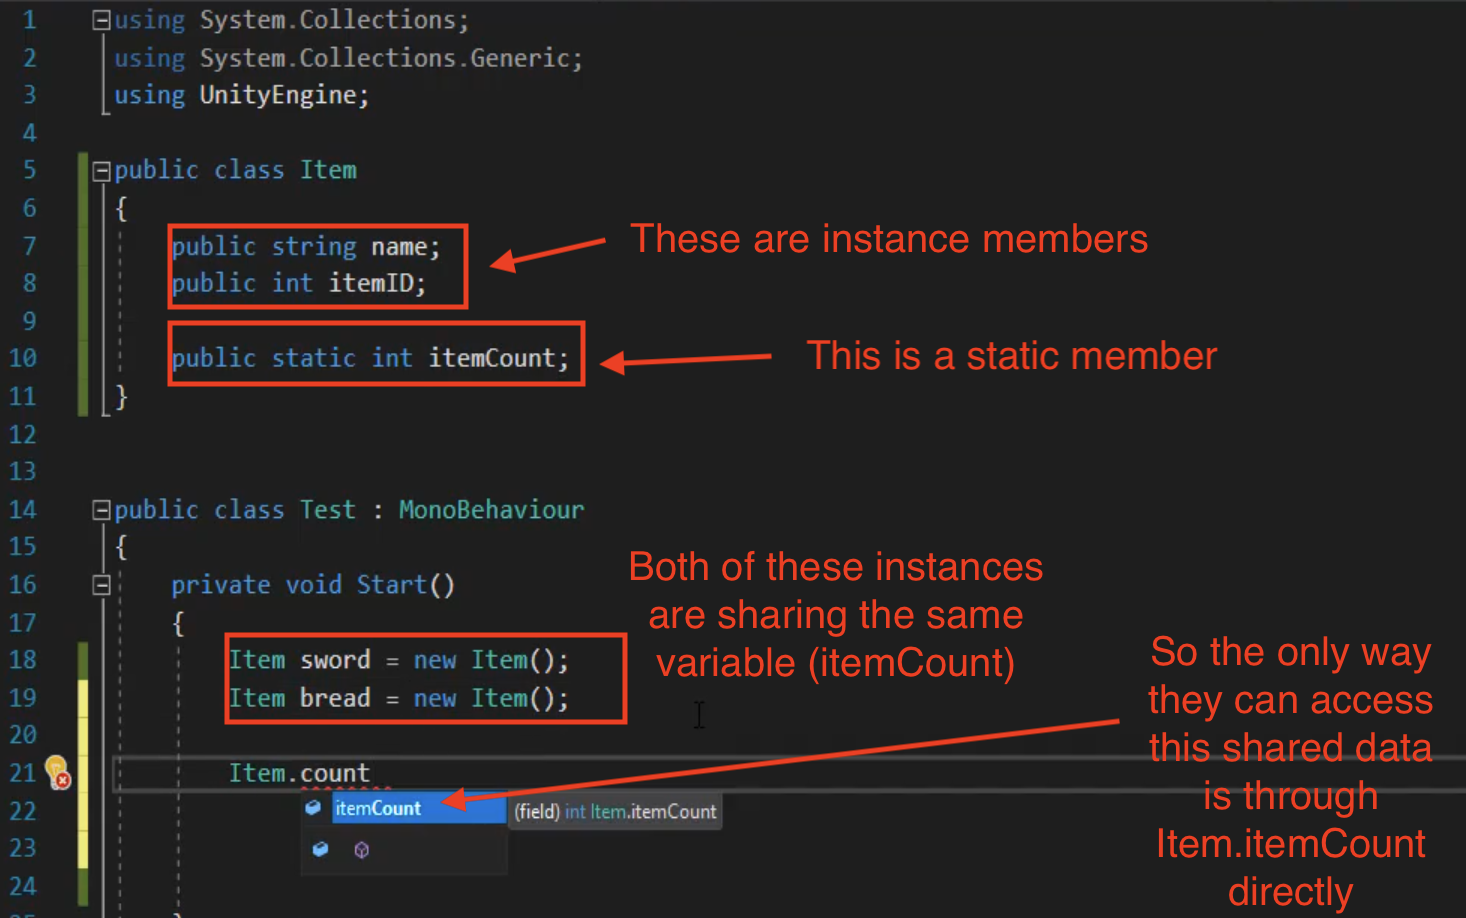 1 using System.Collections;
2 using System.Collections.Generic;
3 using UnityEngine;
4
5 public class Item
6 {
7 public string name;
These are instance members
8 public int itemID;
9
10 public static int itemCount;
This is a static member
11 }
12
13
14 public class Test : MonoBehaviour
15 {
16 private void Start()
17 {
18 Item sword = new Item();
19 Item bread = new Item();
Both of these instances
are sharing the same
variable (itemCount)
20
21 Item.count
itemCount
(field) int Item.itemCount
22
23
24
So the only way
they can access
this shared data
is through
Item.itemCount
directly